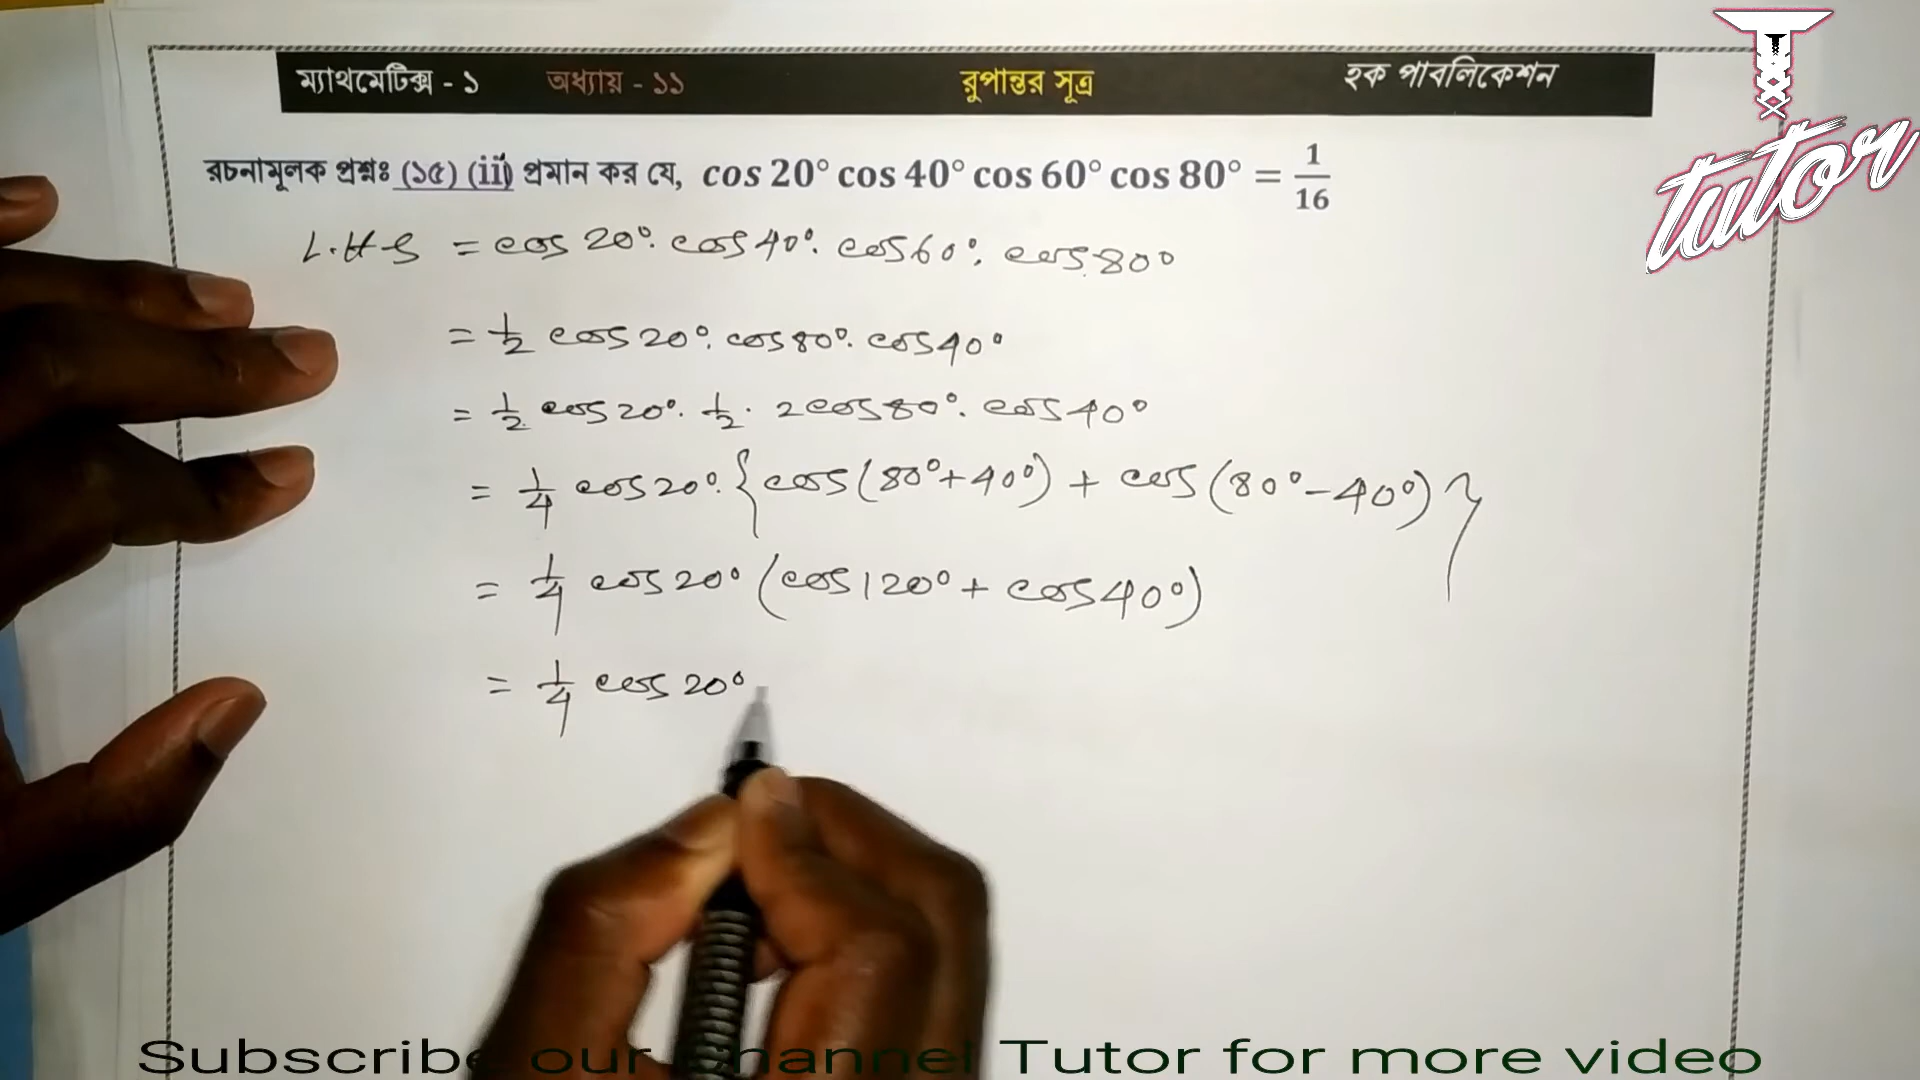 ম্যাথমেটিক্স - ১ অধ্যায় - ১১ রুপান্তর সূত্র হক পাবলিকেশন
T tutor
রচনামূলক প্রশ্নঃ (১৫) (ii) প্রমান কর যে, cos 20° cos 40° cos 60° cos 80° = 1/16
L.H.S = cos 20°. cos 40°. cos 60°. cos 80°
= 1/2 cos 20°. cos 80°. cos 40°
= 1/2 cos 20°. 1/2 . 2cos 80°. cos 40°
= 1/4 cos 20°. {cos(80°+40°) + cos(80°-40°)}
= 1/4 cos 20° (cos 120° + cos 40°)
= 1/4 cos 20°
Subscribe our Channel Tutor for more video